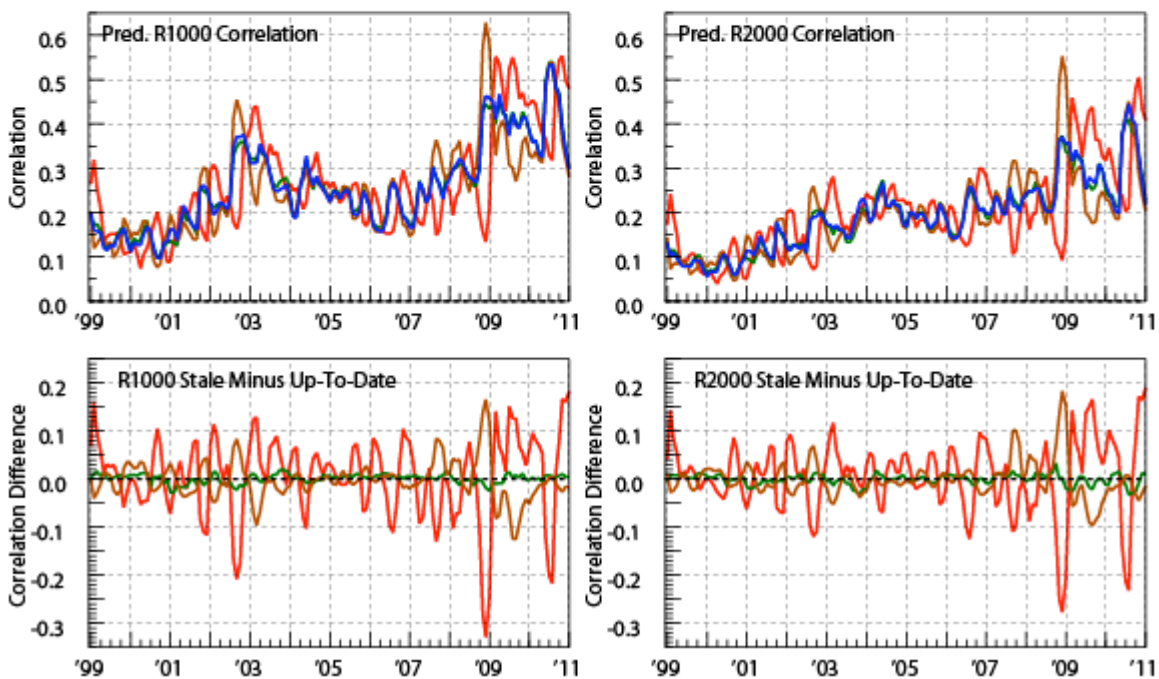 Pred. R1000 Correlation
Correlation
0.6
0.5
0.4
0.3
0.2
0.1
0.0
'99 '01 '03 '05 '07 '09 '11
Pred. R2000 Correlation
Correlation
0.6
0.5
0.4
0.3
0.2
0.1
0.0
'99 '01 '03 '05 '07 '09 '11
R1000 Stale Minus Up-To-Date
Correlation Difference
0.2
0.1
0.0
-0.1
-0.2
-0.3
'99 '01 '03 '05 '07 '09 '11
R2000 Stale Minus Up-To-Date
Correlation Difference
0.2
0.1
0.0
-0.1
-0.2
-0.3
'99 '01 '03 '05 '07 '09 '11